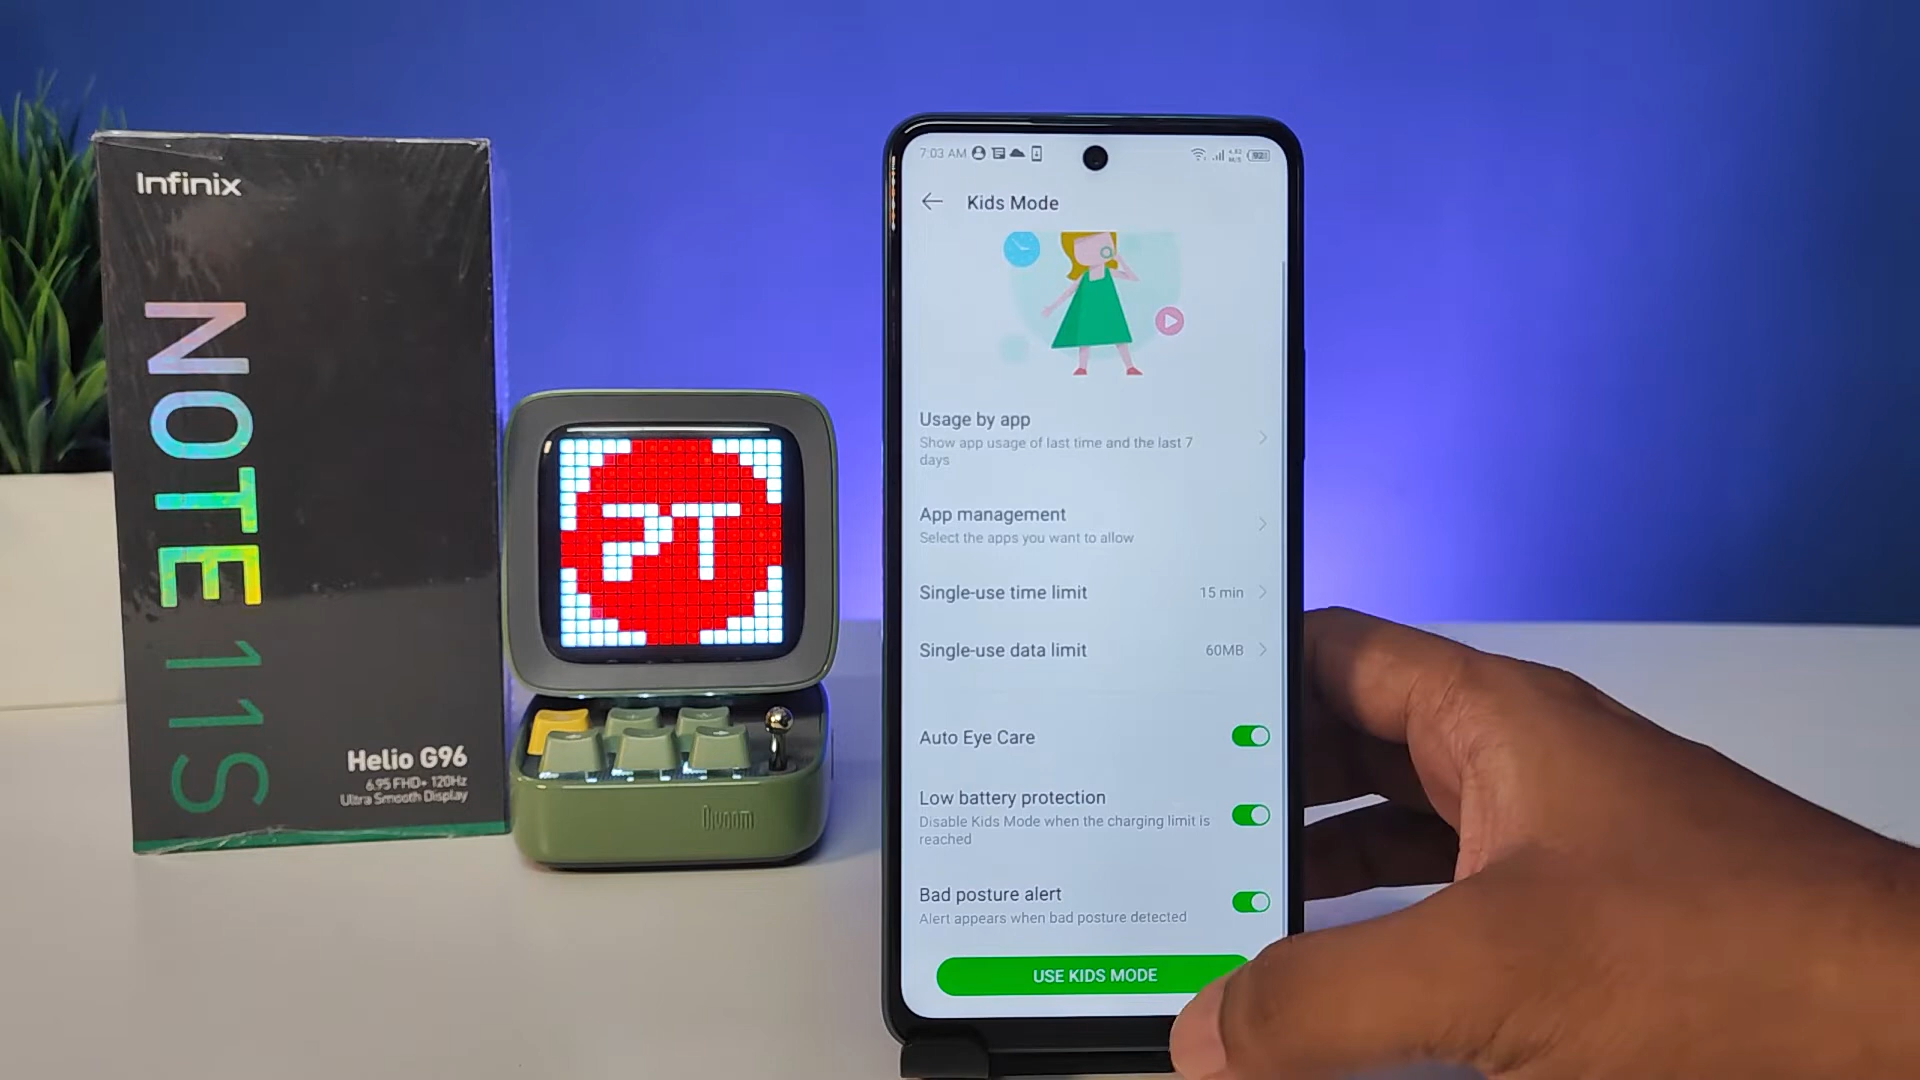 Infinix
NOTE 11S
Helio G96
6.95 FHD+ 120Hz
Ultra Smooth Display
PT
Divoom
7:03 AM
Kids Mode
Usage by app
Show app usage of last time and the last 7
days
App management
Select the apps you want to allow
Single-use time limit 15 min
Single-use data limit 60MB
Auto Eye Care
Low battery protection
Disable Kids Mode when the charging limit is
reached
Bad posture alert
Alert appears when bad posture detected
USE KIDS MODE